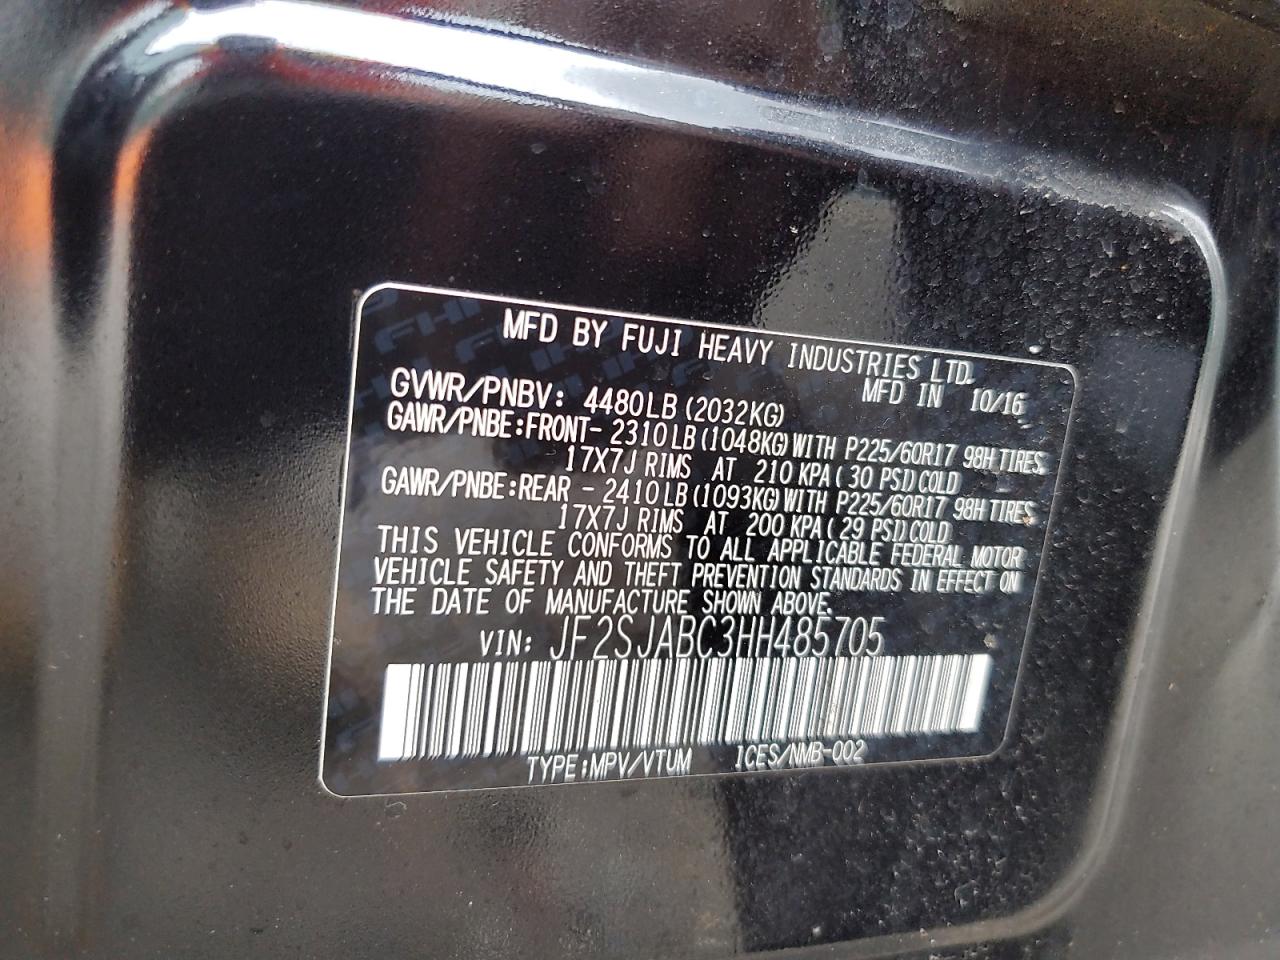 MFD BY FUJI HEAVY INDUSTRIES LTD.
MFD IN 10/16
GVWR/PNBV: 4480LB(2032KG)
GAWR/PNBE:FRONT- 2310LB(1048KG)WITH P225/60R17 98H TIRES
17X7J RIMS AT 210 KPA(30 PSI)COLD
GAWR/PNBE:REAR - 2410LB(1093KG)WITH P225/60R17 98H TIRES
17X7J RIMS AT 200 KPA(29 PSI)COLD
THIS VEHICLE CONFORMS TO ALL APPLICABLE FEDERAL MOTOR
VEHICLE SAFETY AND THEFT PREVENTION STANDARDS IN EFFECT ON
THE DATE OF MANUFACTURE SHOWN ABOVE.
VIN: JF2SJABC3HH485705
TYPE:MPV/VTUM ICES/NMB-002